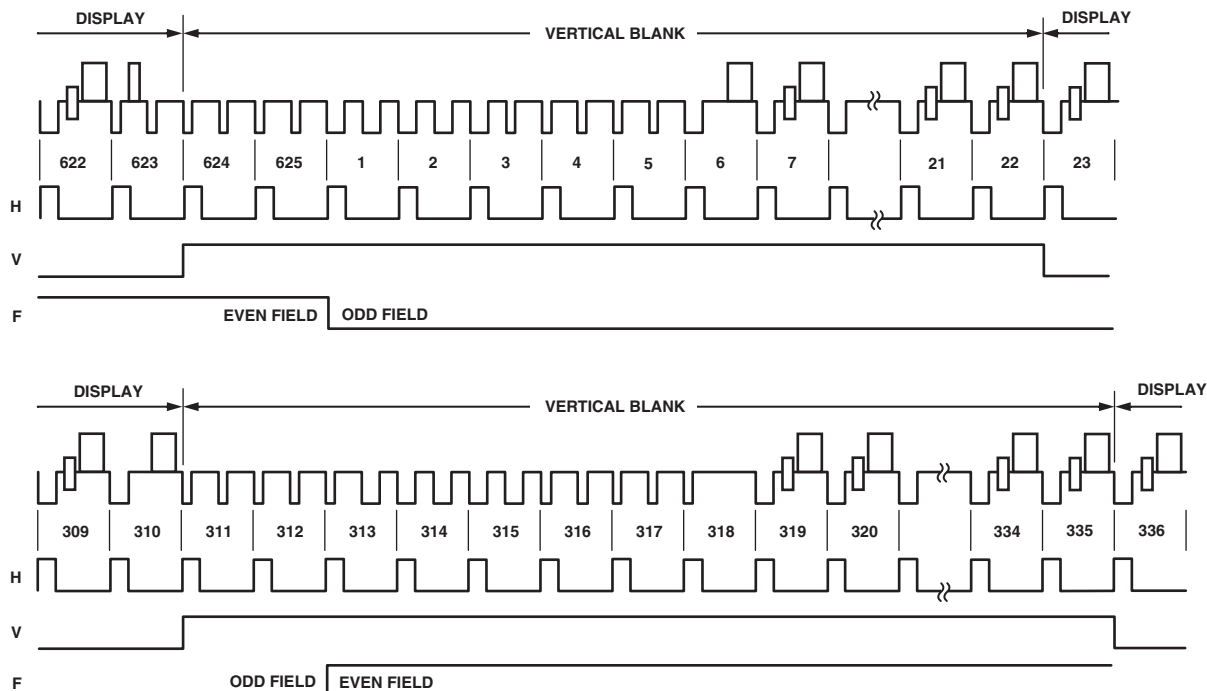 DISPLAY VERTICAL BLANK DISPLAY
622 623 624 625 1 2 3 4 5 6 7 21 22 23
H
V
F EVEN FIELD ODD FIELD
DISPLAY VERTICAL BLANK DISPLAY
309 310 311 312 313 314 315 316 317 318 319 320 334 335 336
H
V
F ODD FIELD EVEN FIELD